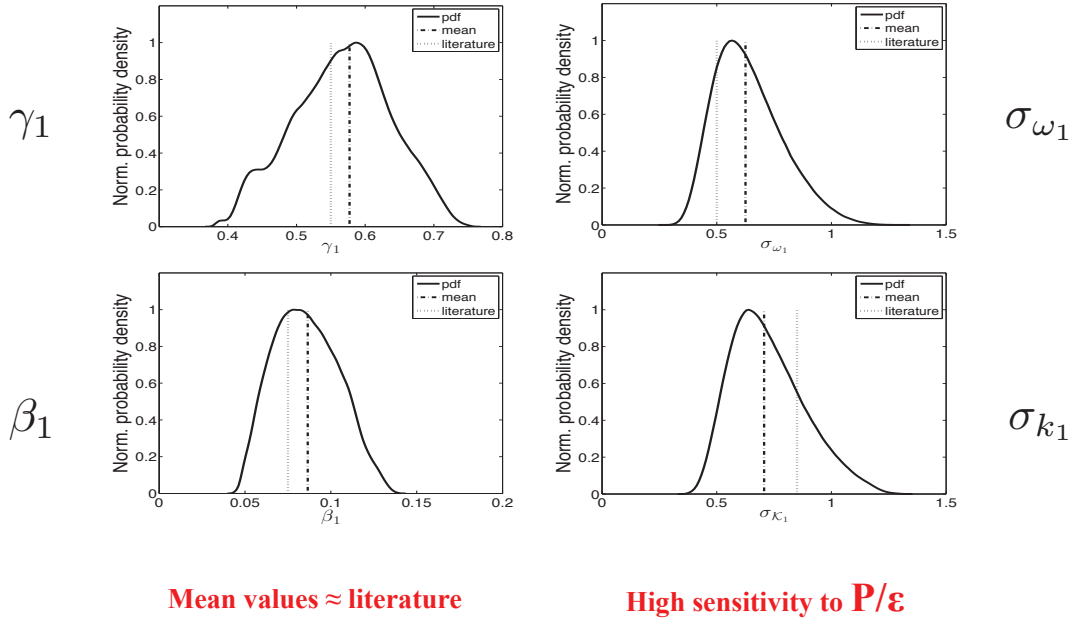 γ₁
Norm. probability density
1
0.8
0.6
0.4
0.2
0
0.4 0.5 0.6 0.7 0.8
γ₁
pdf
mean
literature
Norm. probability density
1
0.8
0.6
0.4
0.2
0
0 0.5 1 1.5
σ_ω₁
pdf
mean
literature
σ_ω₁
β₁
Norm. probability density
1
0.8
0.6
0.4
0.2
0
0 0.05 0.1 0.15 0.2
β₁
pdf
mean
literature
Norm. probability density
1
0.8
0.6
0.4
0.2
0
0 0.5 1 1.5
σ_𝒦₁
pdf
mean
literature
σ_k₁
Mean values ≈ literature
High sensitivity to P/ε